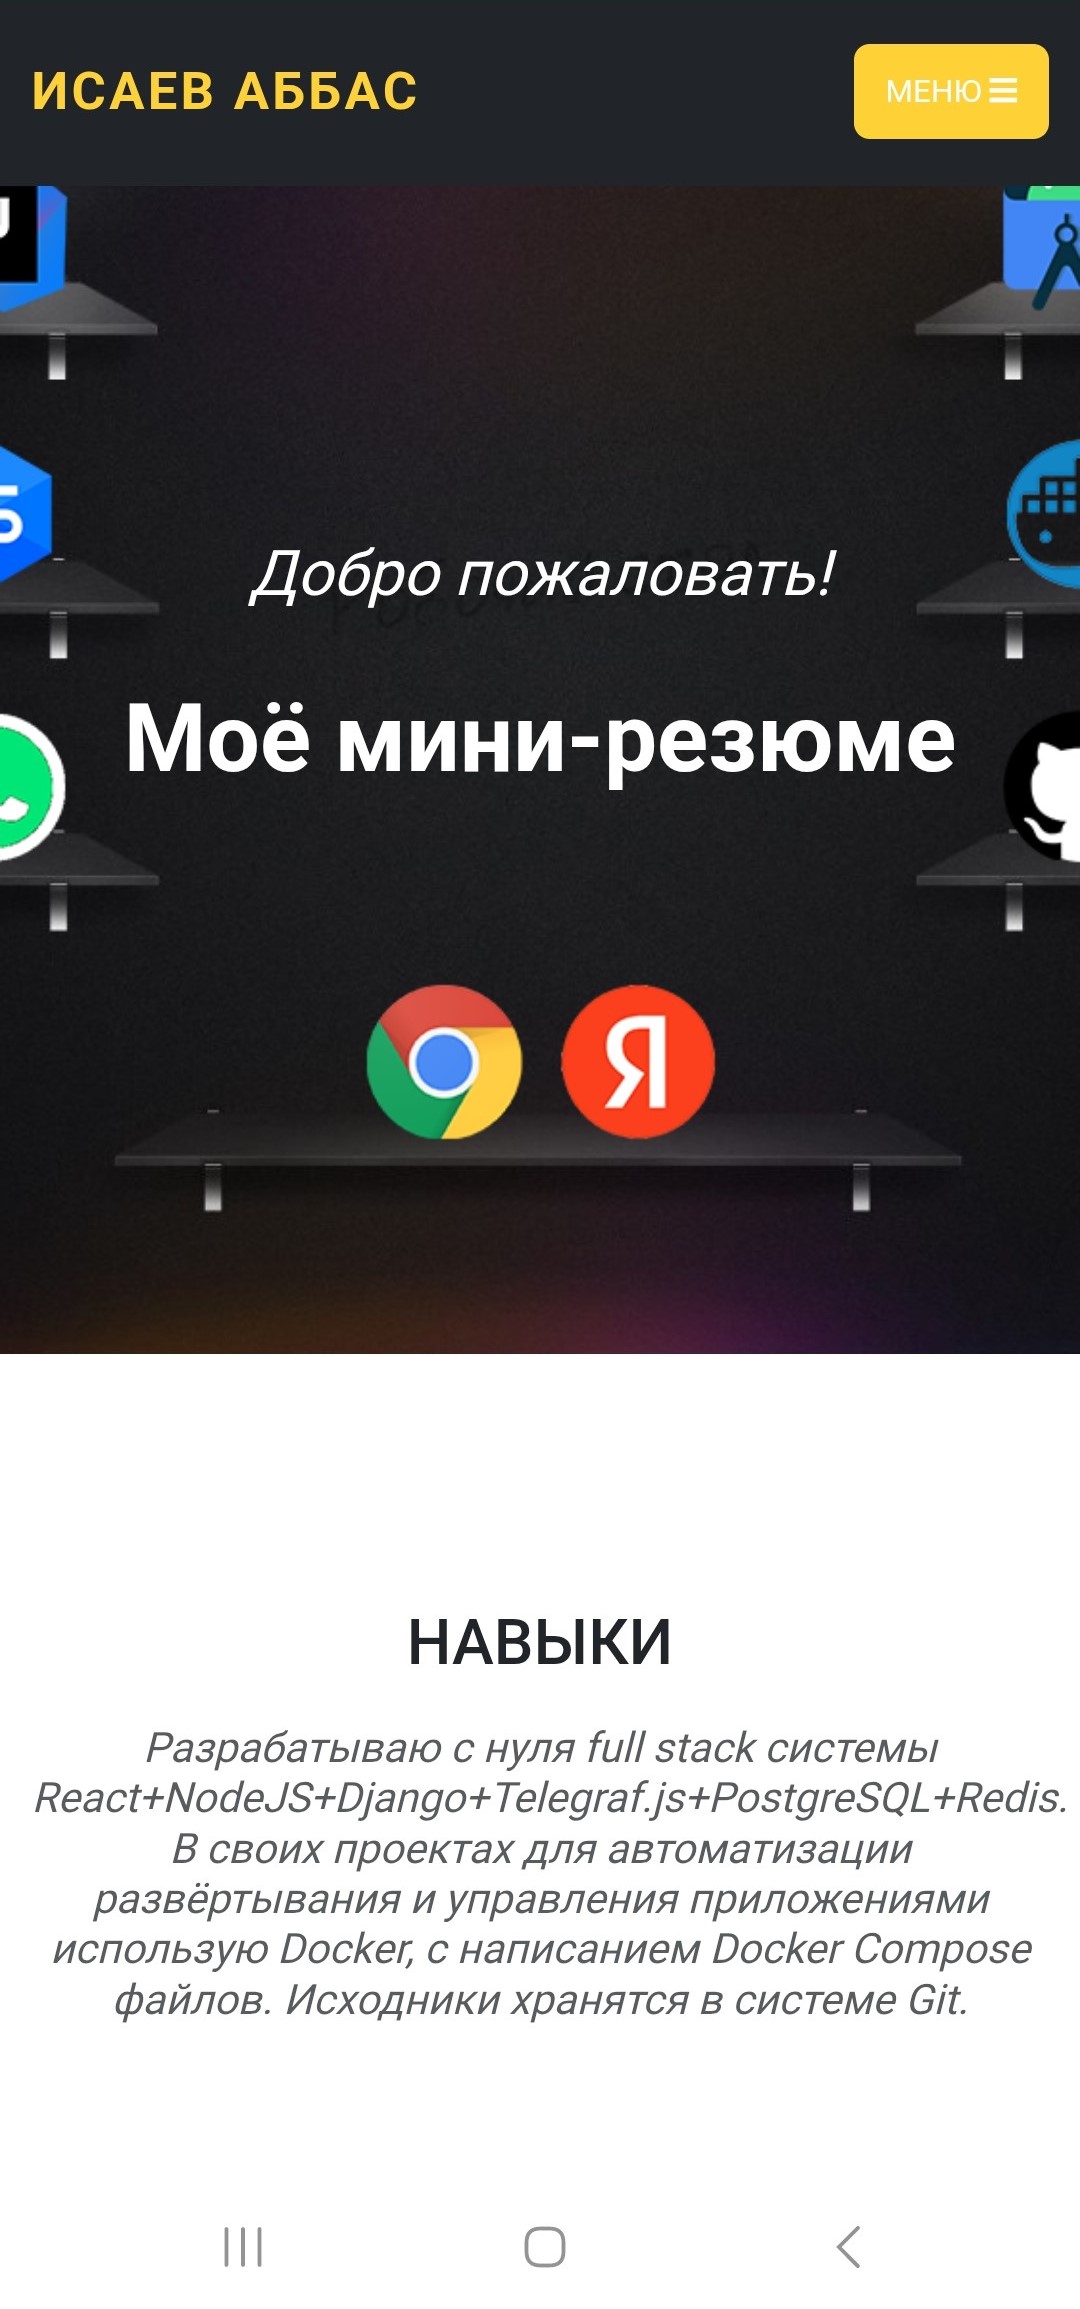 ИСАЕВ АББАС
МЕНЮ
Добро пожаловать!
Моё мини-резюме
Я
НАВЫКИ
Разрабатываю с нуля full stack системы
React+NodeJS+Django+Telegraf.js+PostgreSQL+Redis.
В своих проектах для автоматизации
развёртывания и управления приложениями
использую Docker, с написанием Docker Compose
файлов. Исходники хранятся в системе Git.